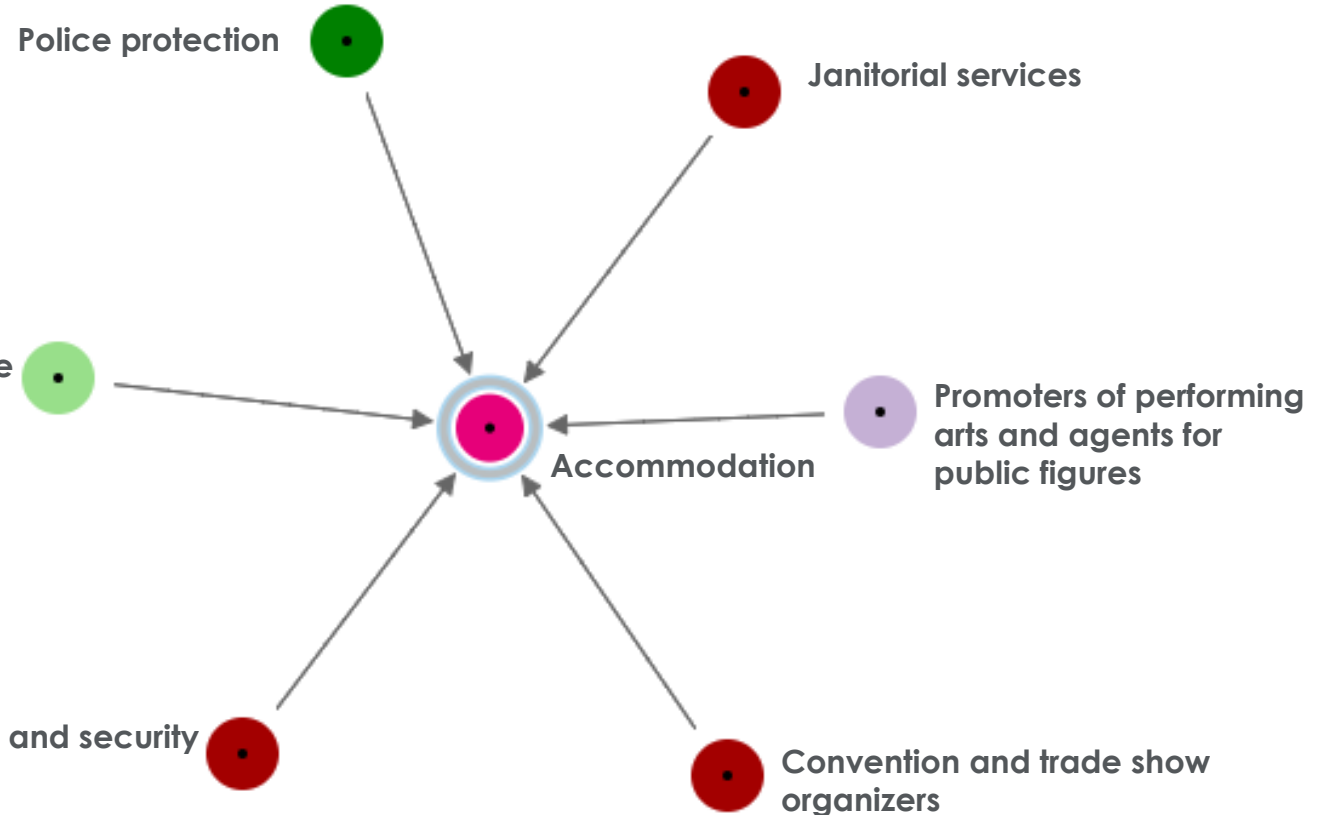 Police protection
Janitorial services
e
Promoters of performing
arts and agents for
public figures
Accommodation
and security
Convention and trade show
organizers